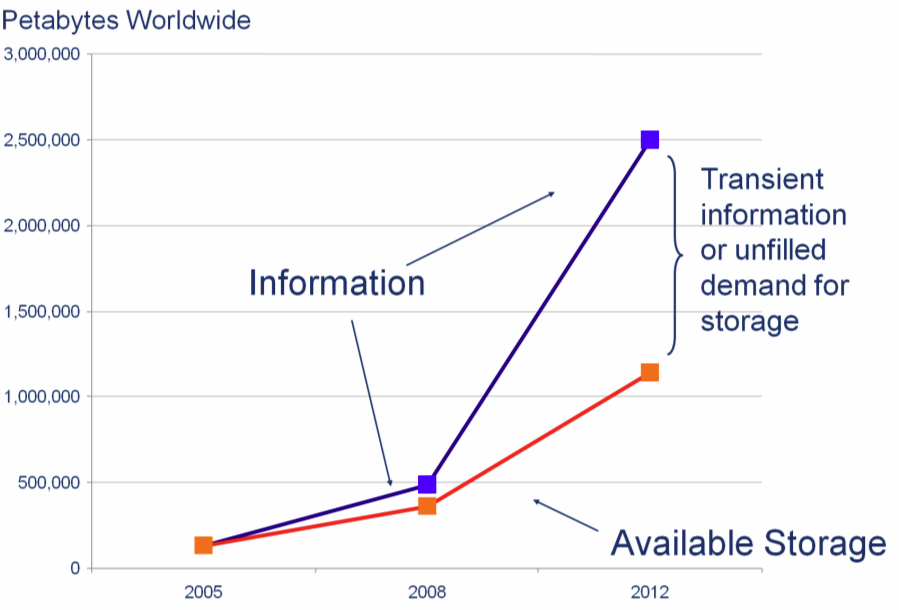 Petabytes Worldwide
3,000,000
2,500,000
2,000,000
1,500,000
1,000,000
500,000
0
2005
2008
2012
Information
Transient
information
or unfilled
demand for
storage
Available Storage